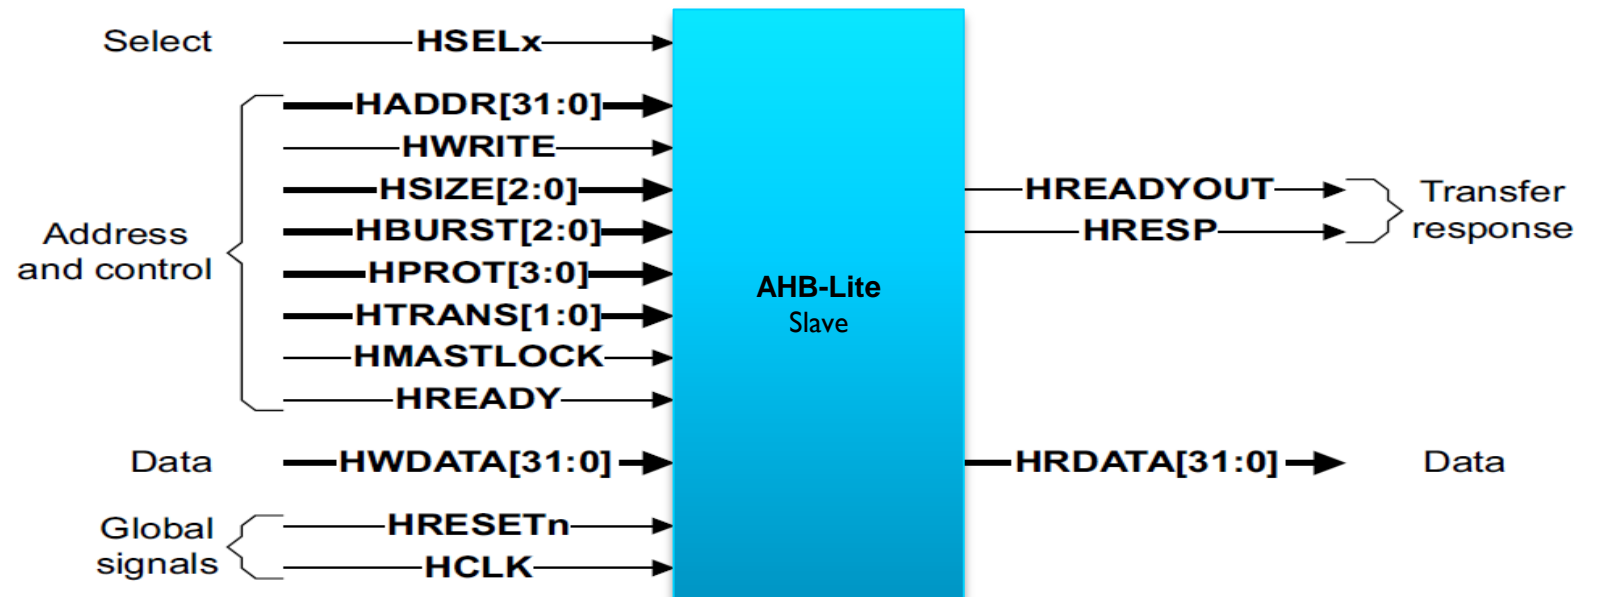 Select
HSELx
Address
and control
HADDR[31:0]
HWRITE
HSIZE[2:0]
HBURST[2:0]
HPROT[3:0]
HTRANS[1:0]
HMASTLOCK
HREADY
Data
HWDATA[31:0]
Global
signals
HRESETn
HCLK
AHB-Lite
Slave
HREADYOUT
HRESP
Transfer
response
HRDATA[31:0]
Data